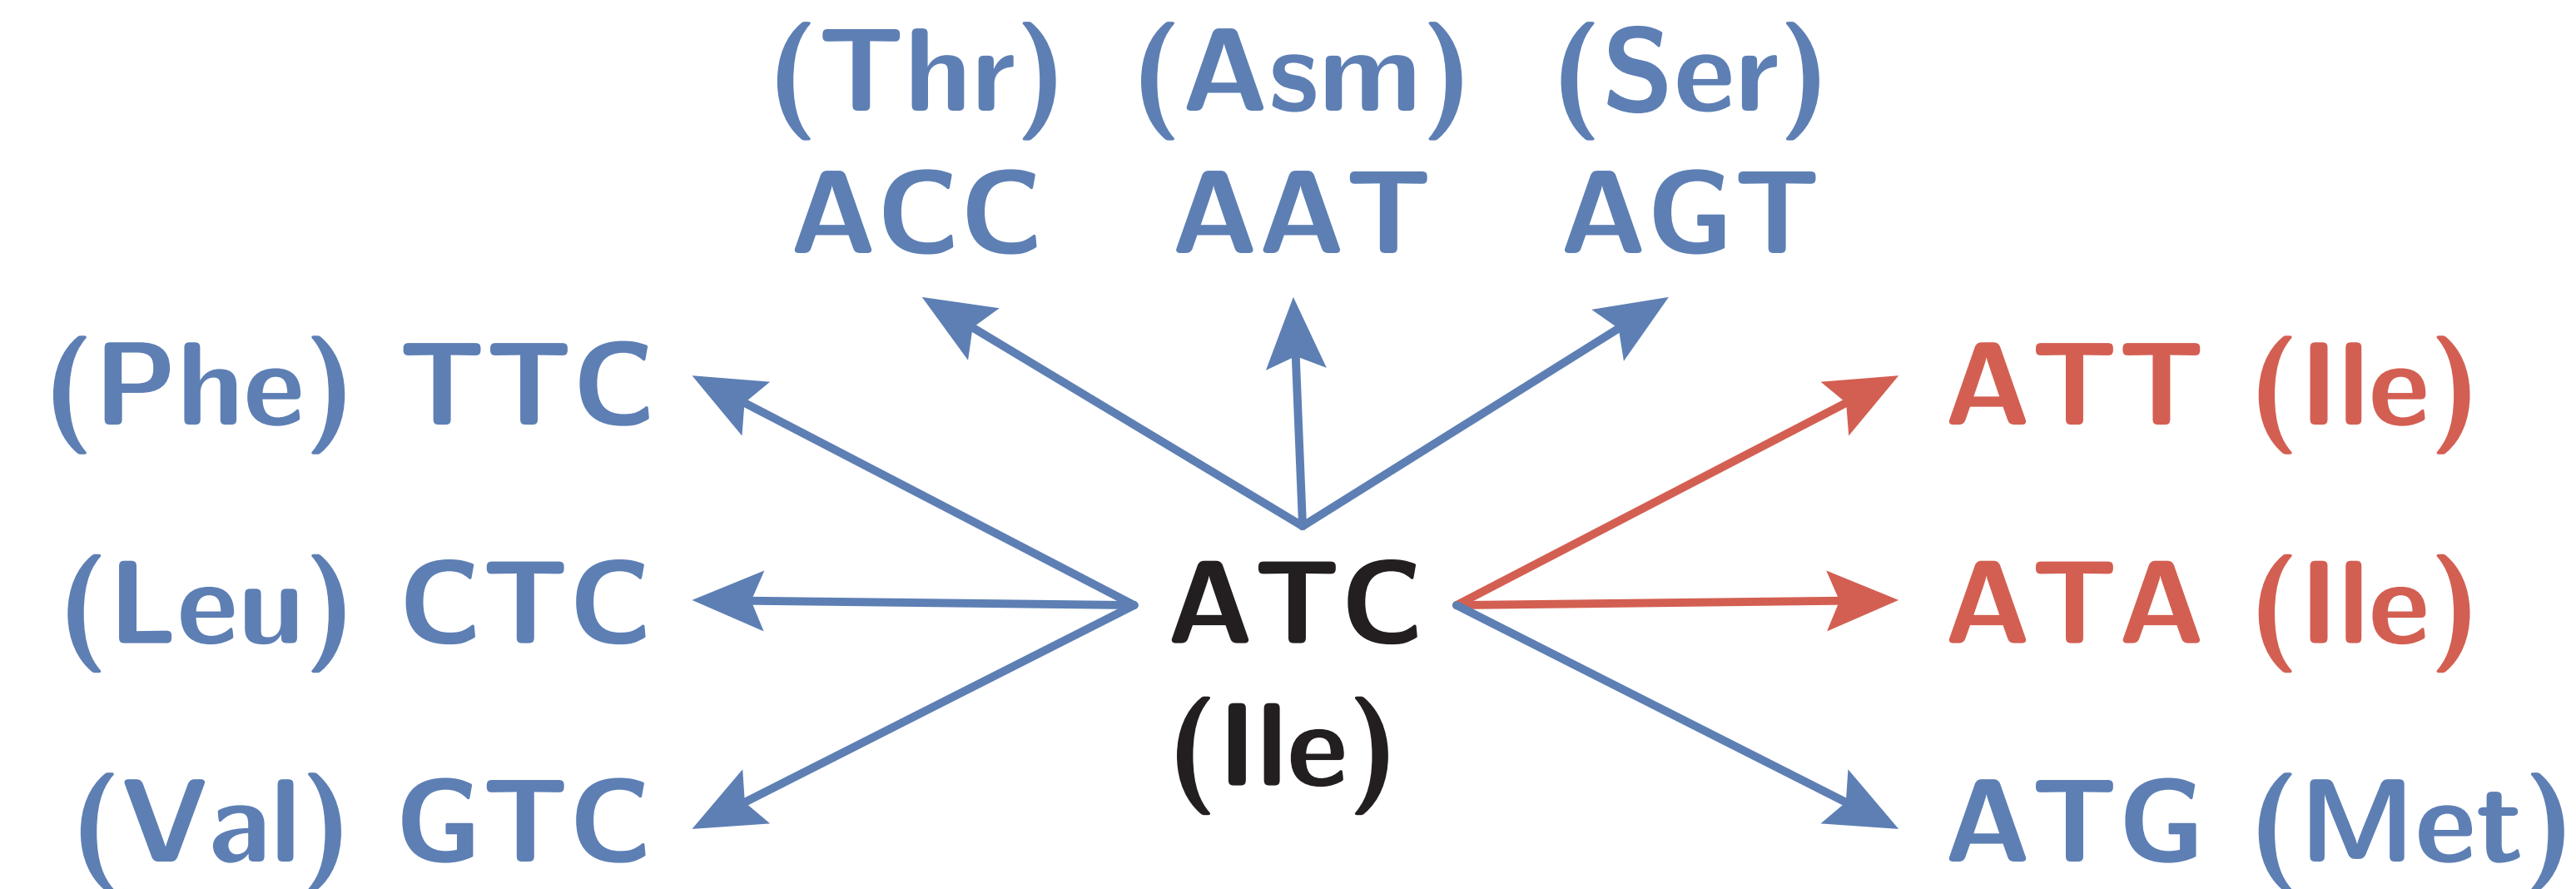 (Thr) (Asm) (Ser)
ACC AAT AGT
(Phe) TTC ATT (Ile)
(Leu) CTC ATC ATA (Ile)
(Ile)
(Val) GTC ATG (Met)